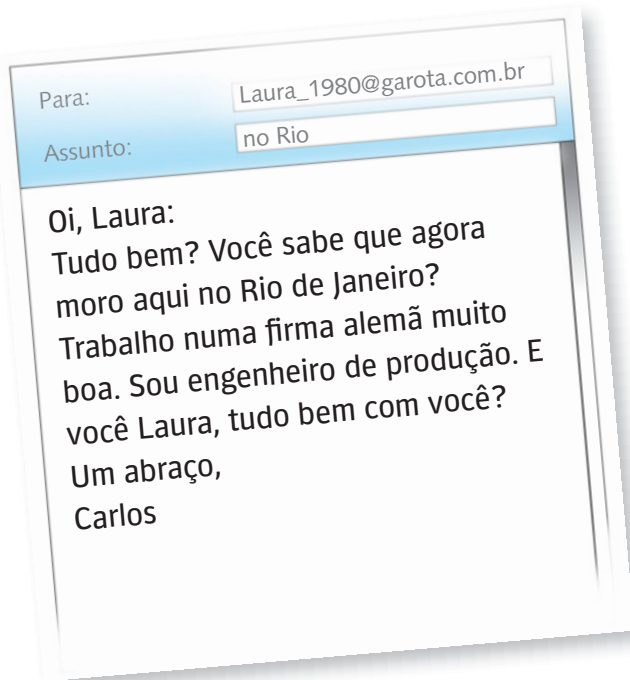 Para: Laura_1980@garota.com.br
Assunto: no Rio
Oi, Laura:
Tudo bem? Você sabe que agora
moro aqui no Rio de Janeiro?
Trabalho numa firma alemã muito
boa. Sou engenheiro de produção. E
você Laura, tudo bem com você?
Um abraço,
Carlos